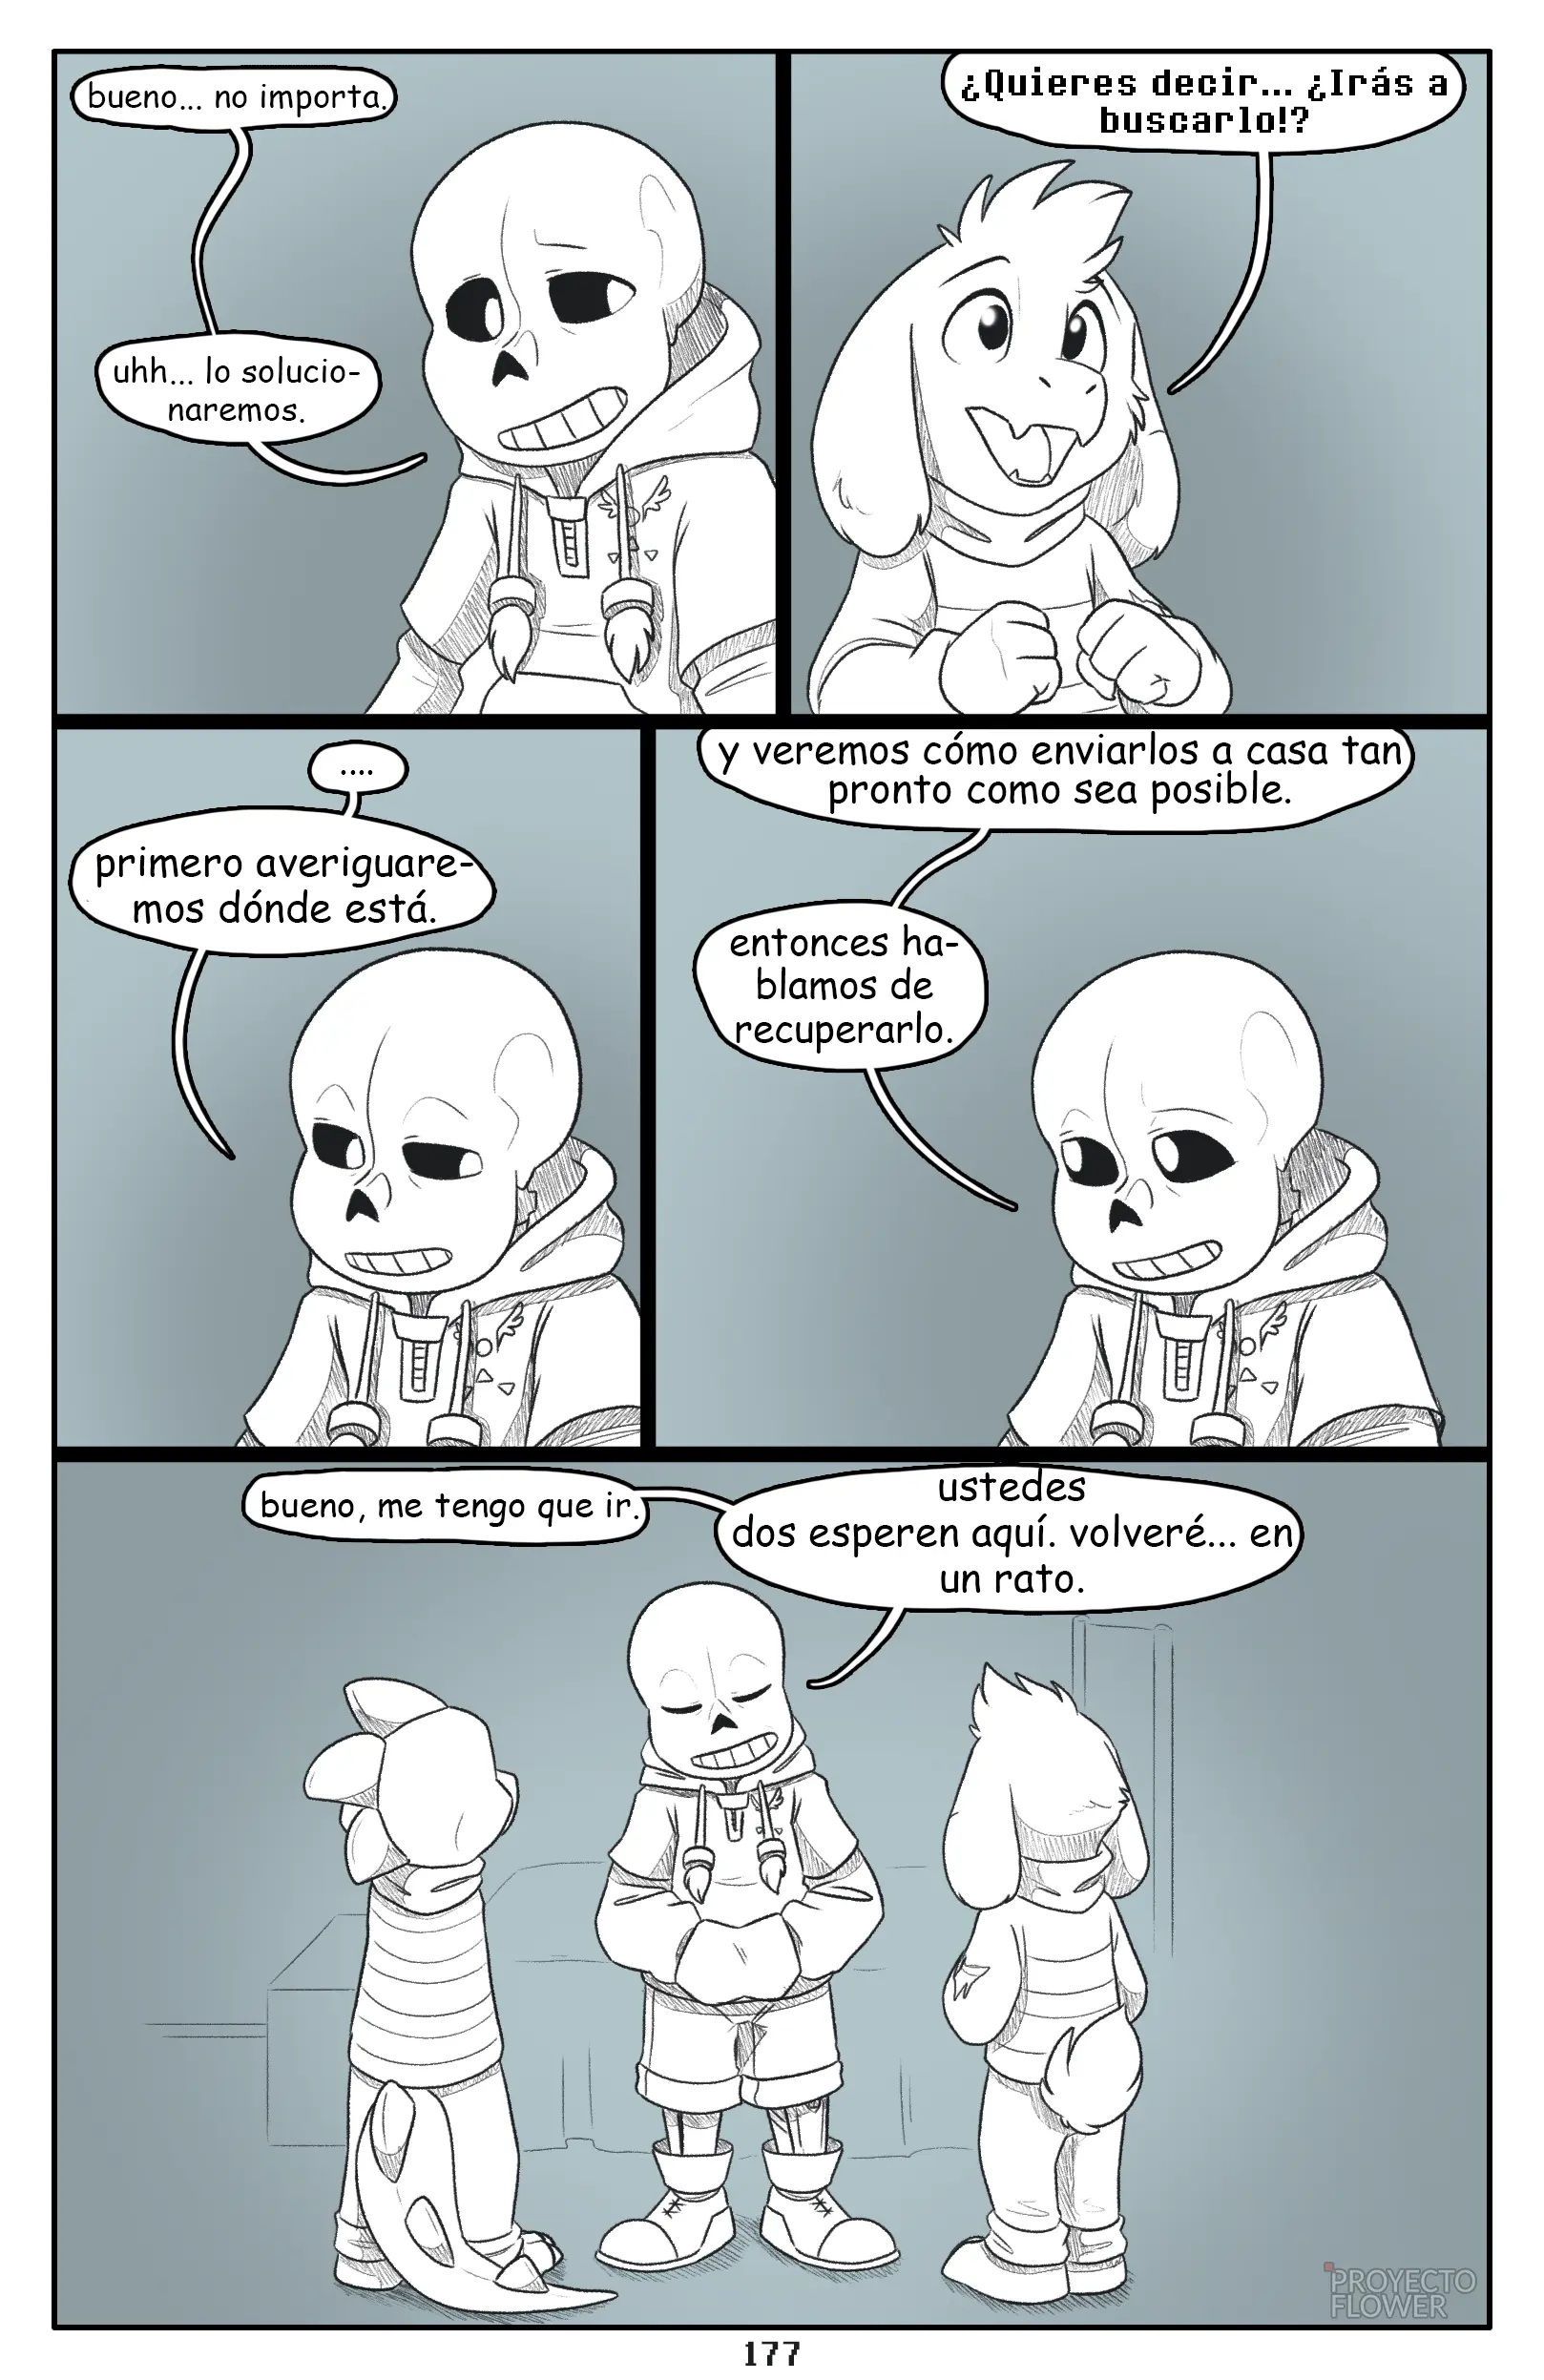 bueno... no importa.
uhh... lo solucio-
naremos.
¿Quieres decir... ¿Irás a
buscarlo!?
....
primero averiguare-
mos dónde está.
y veremos cómo enviarlos a casa tan
pronto como sea posible.
entonces ha-
blamos de
recuperarlo.
bueno, me tengo que ir.
ustedes
dos esperen aquí. volveré... en
un rato.
PROYECTO
FLOWER
177